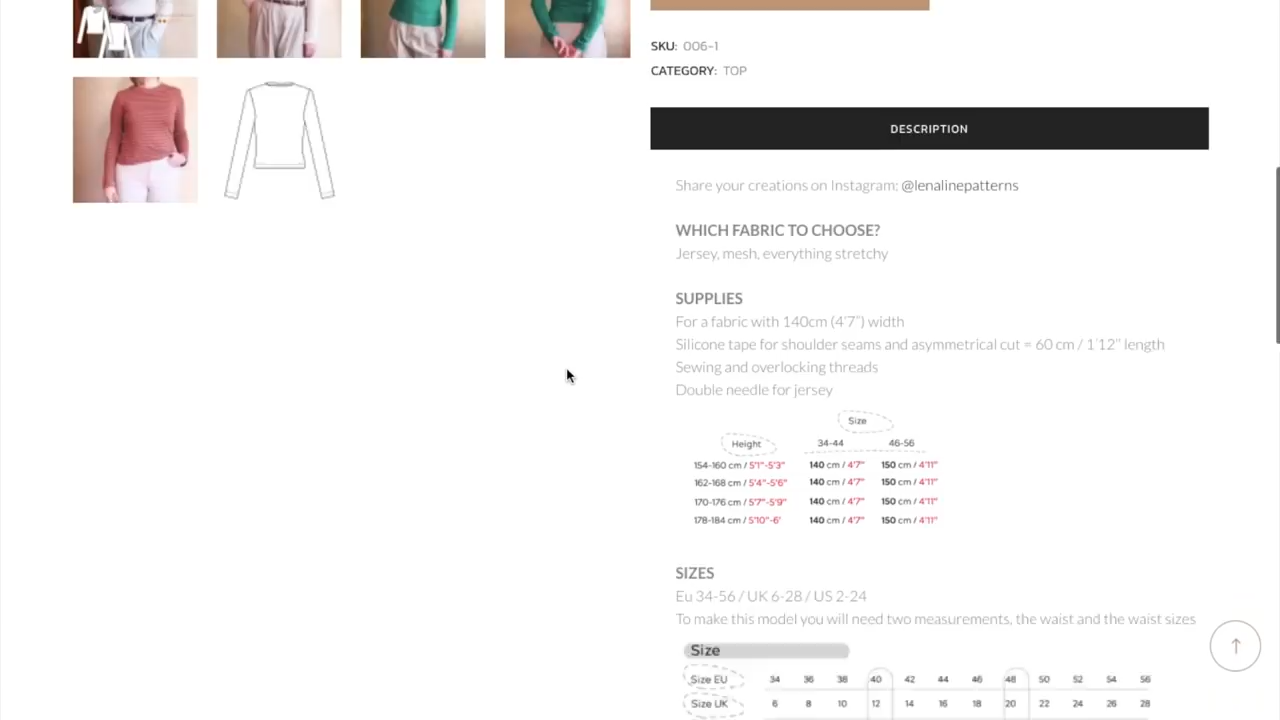 SKU: 006-1
CATEGORY: TOP
DESCRIPTION
Share your creations on Instagram: @lenalinepatterns
WHICH FABRIC TO CHOOSE?
Jersey, mesh, everything stretchy
SUPPLIES
For a fabric with 140cm (4'7") width
Silicone tape for shoulder seams and asymmetrical cut = 60 cm / 1'12" length
Sewing and overlocking threads
Double needle for jersey
Size
Height 34-44 46-56
154-160 cm / 5'1"-5'3" 140 cm / 4'7" 150 cm / 4'11"
162-168 cm / 5'4"-5'6" 140 cm / 4'7" 150 cm / 4'11"
170-176 cm / 5'7"-5'9" 140 cm / 4'7" 150 cm / 4'11"
178-184 cm / 5'10"-6' 140 cm / 4'7" 150 cm / 4'11"
SIZES
Eu 34-56 / UK 6-28 / US 2-24
To make this model you will need two measurements, the waist and the waist sizes
Size
Size EU 34 36 38 40 42 44 46 48 50 52 54 56
Size UK 6 8 10 12 14 16 18 20 22 24 26 28